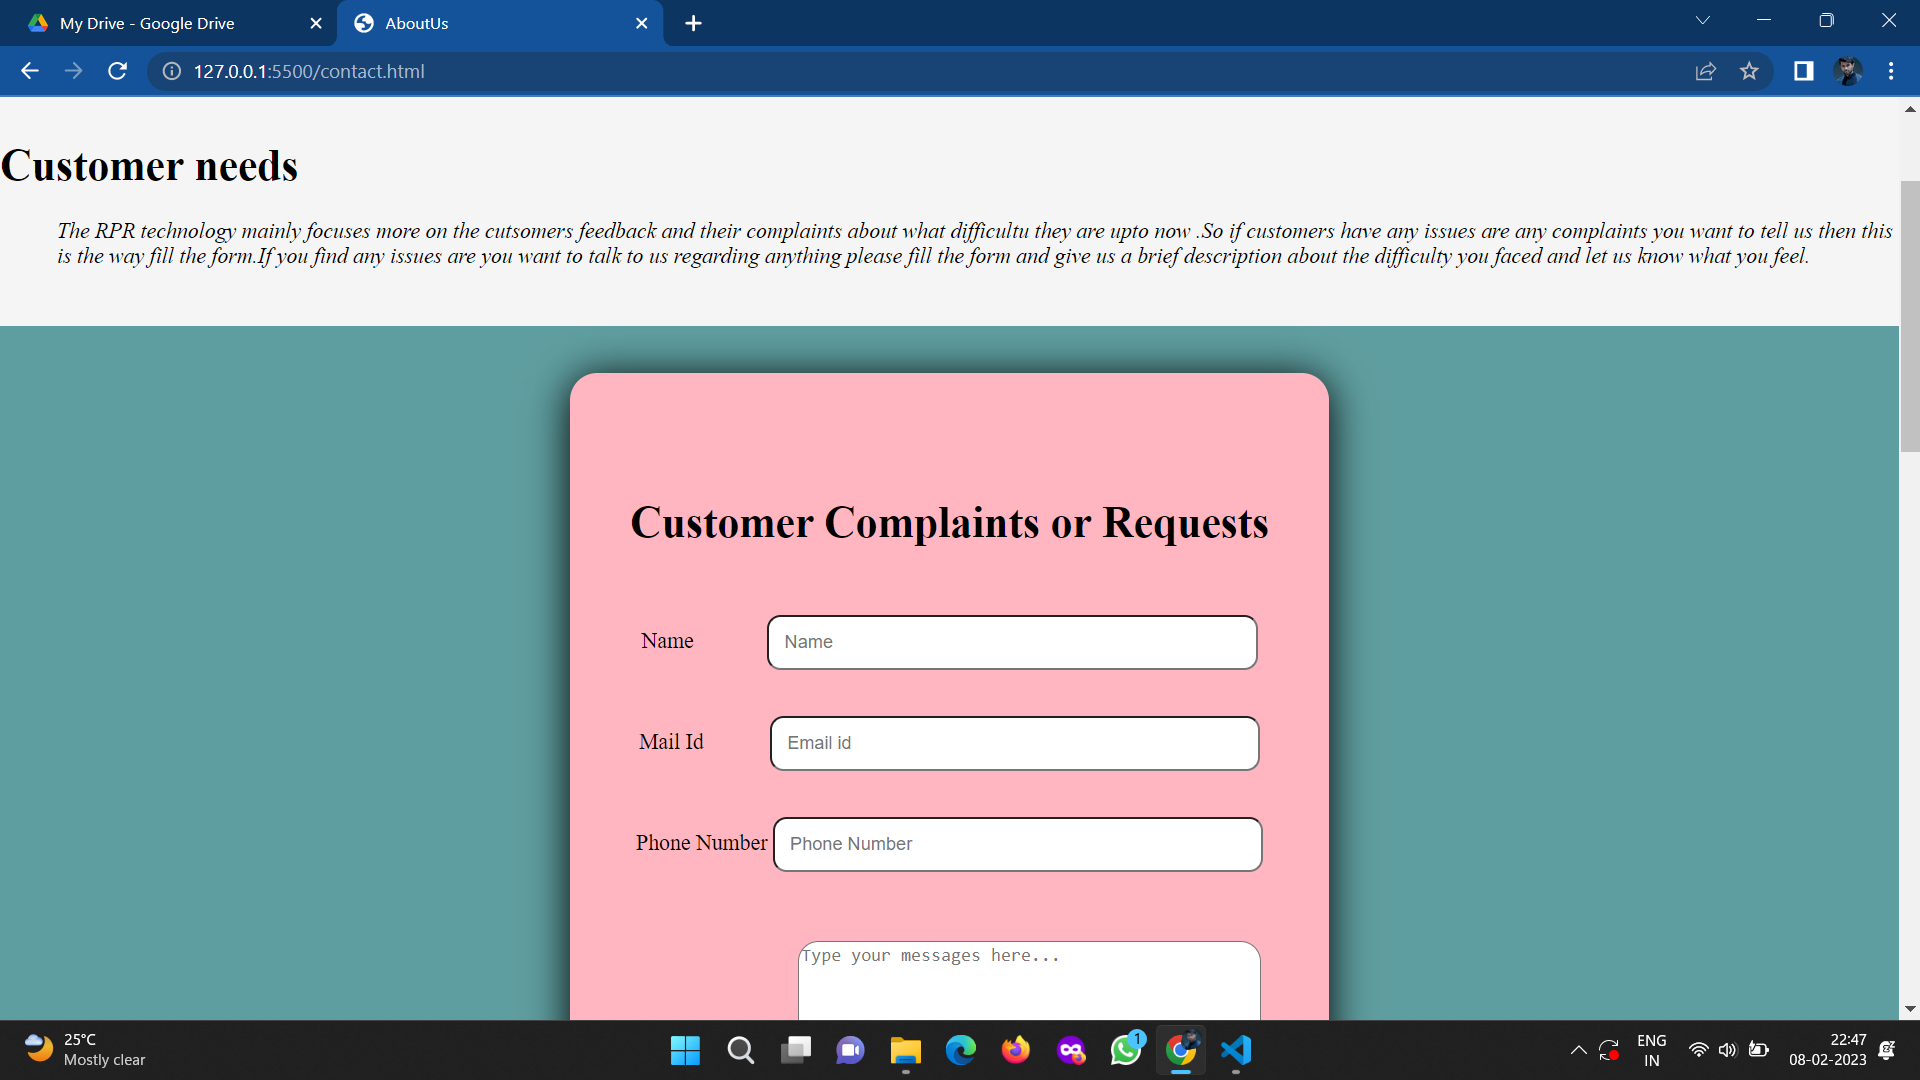 My Drive - Google Drive
AboutUs
127.0.0.1:5500/contact.html
Customer needs
The RPR technology mainly focuses more on the cutsomers feedback and their complaints about what difficultu they are upto now .So if customers have any issues are any complaints you want to tell us then this
is the way fill the form.If you find any issues are you want to talk to us regarding anything please fill the form and give us a brief description about the difficulty you faced and let us know what you feel.
Customer Complaints or Requests
Name
Name
Mail Id
Email id
Phone Number
Phone Number
Type your messages here...
25°C
Mostly clear
1
ENG
IN
22:47
08-02-2023